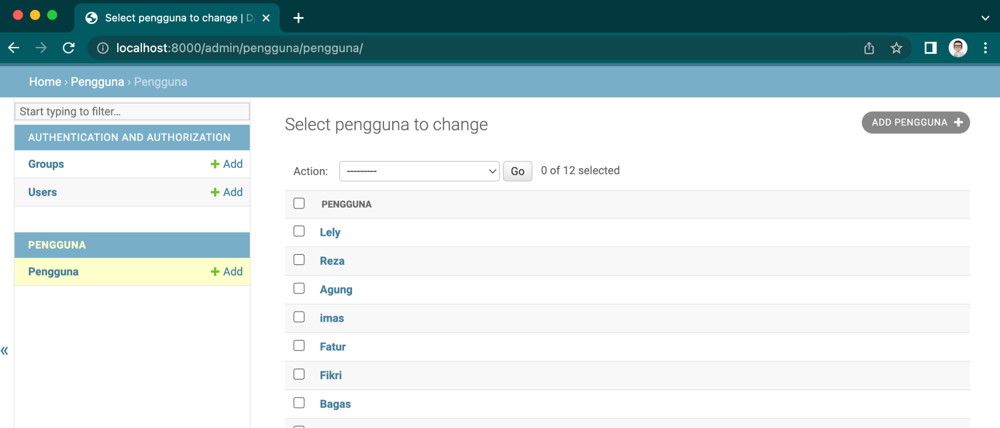 Select pengguna to change | Dj
localhost:8000/admin/pengguna/pengguna/
Home › Pengguna › Pengguna
Start typing to filter...
AUTHENTICATION AND AUTHORIZATION
Groups + Add
Users + Add
PENGGUNA
Pengguna + Add
«
Select pengguna to change
ADD PENGGUNA +
Action: --------- Go 0 of 12 selected
PENGGUNA
Lely
Reza
Agung
imas
Fatur
Fikri
Bagas